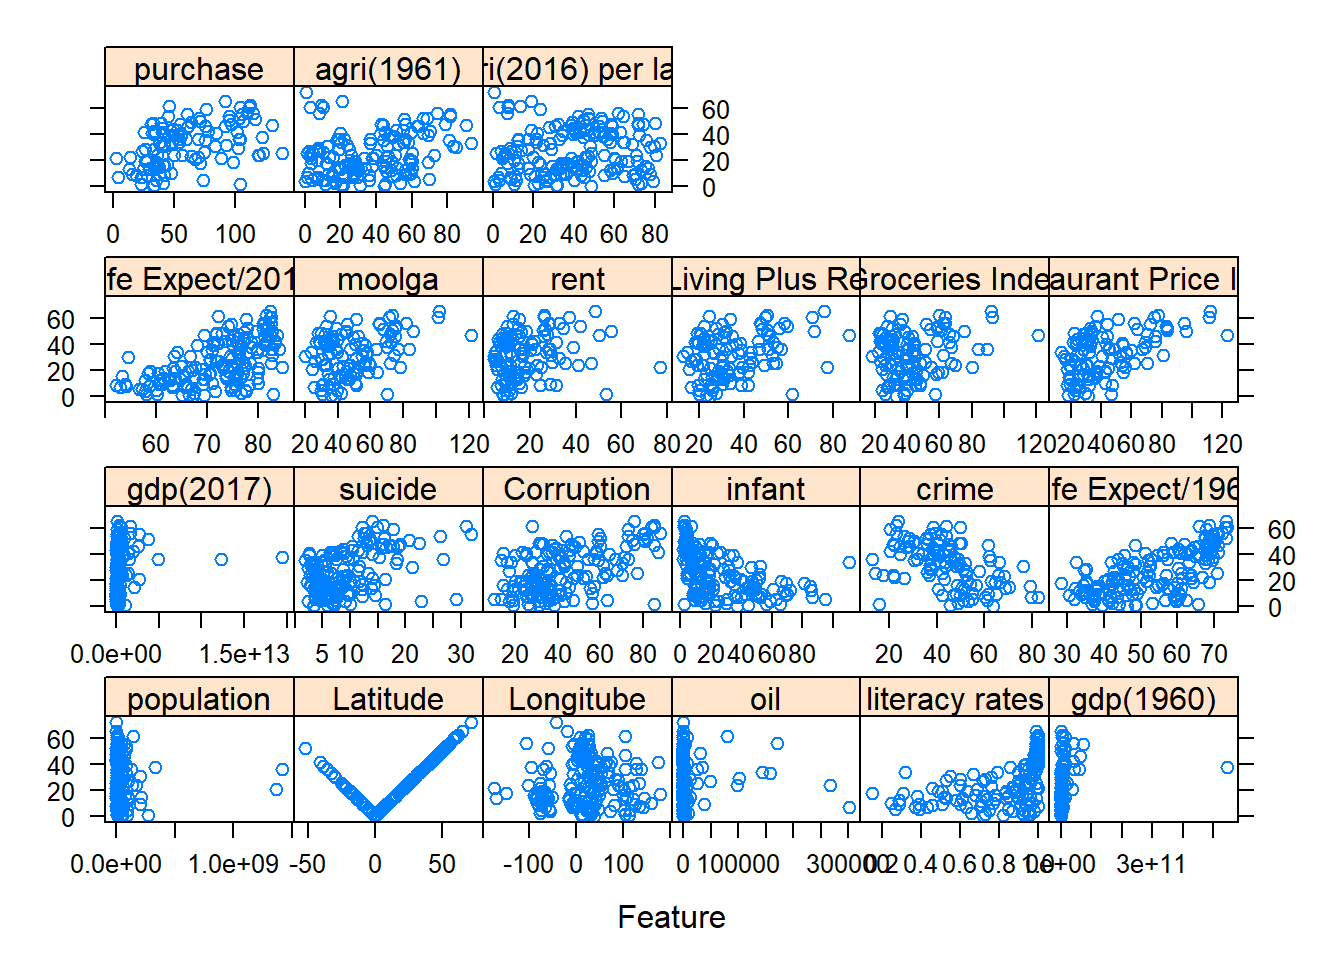 purchase agri(1961) ri(2016) per la
60
40
20
0
0 50 100 0 20 40 60 80 0 20 40 60 80
fe Expect/201 moolga rent Living Plus Re Groceries Inde aurant Price I
60
40
20
0
60 70 80 20 40 60 80 120 20 40 60 80 20 40 60 80 20 40 60 80 120 20 40 60 80 120
gdp(2017) suicide Corruption infant crime fe Expect/196
60
40
20
0
0.0e+00 1.5e+13 5 10 20 30 20 40 60 80 0 20 40 60 80 20 40 60 80 30 40 50 60 70
population Latitude Longitube oil literacy rates gdp(1960)
60
40
20
0
0.0e+00 1.0e+09 -50 0 50 -100 0 100 0 100000 300000 0.2 0.4 0.6 0.8 1.0 0e+00 3e+11
Feature